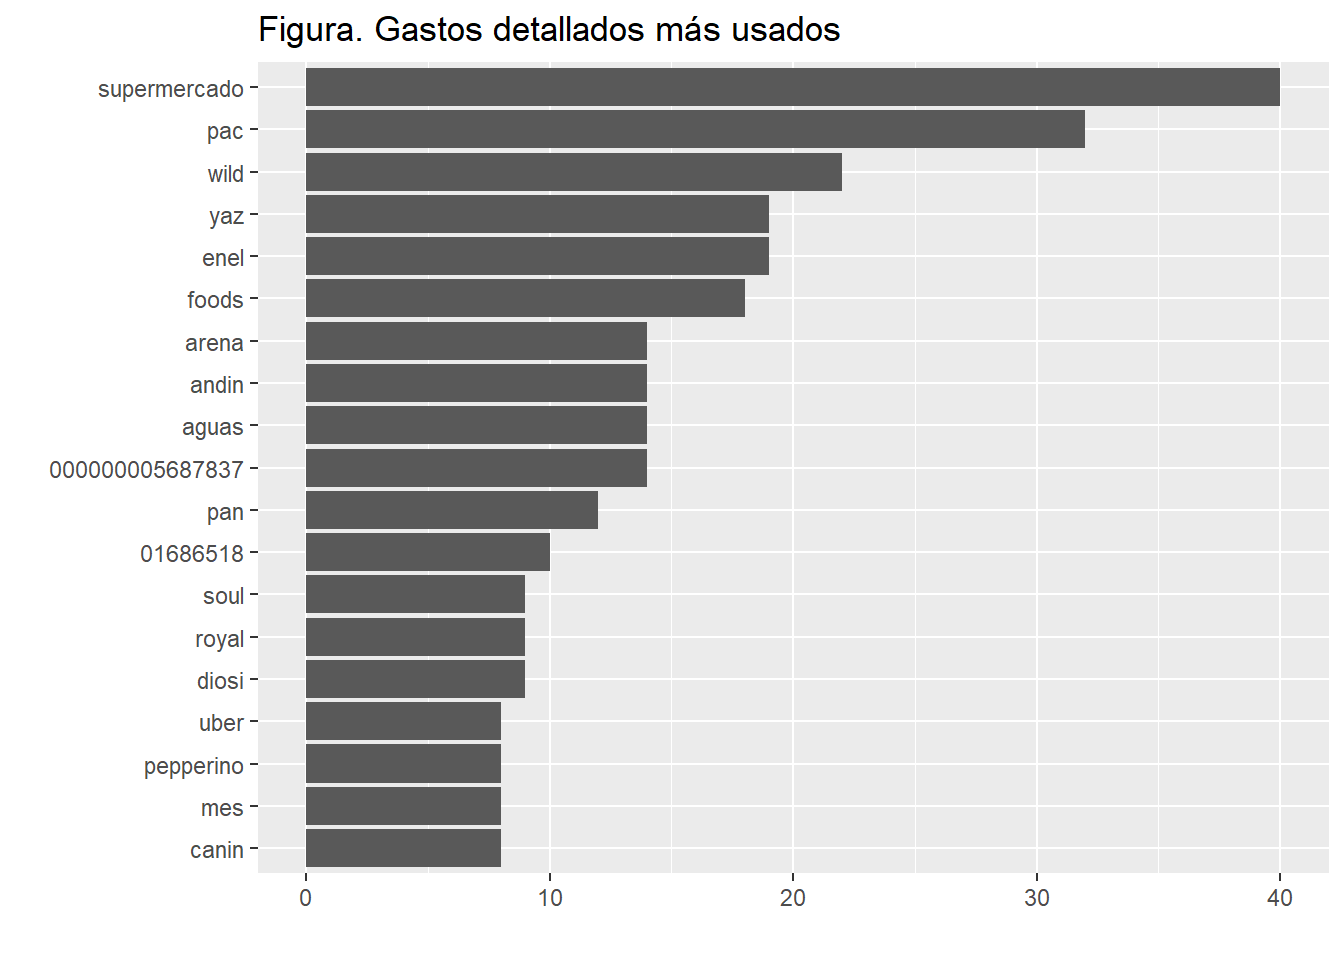 Figura. Gastos detallados más usados
supermercado
pac
wild
yaz
enel
foods
arena
andin
aguas
000000005687837
pan
01686518
soul
royal
diosi
uber
pepperino
mes
canin
0 10 20 30 40